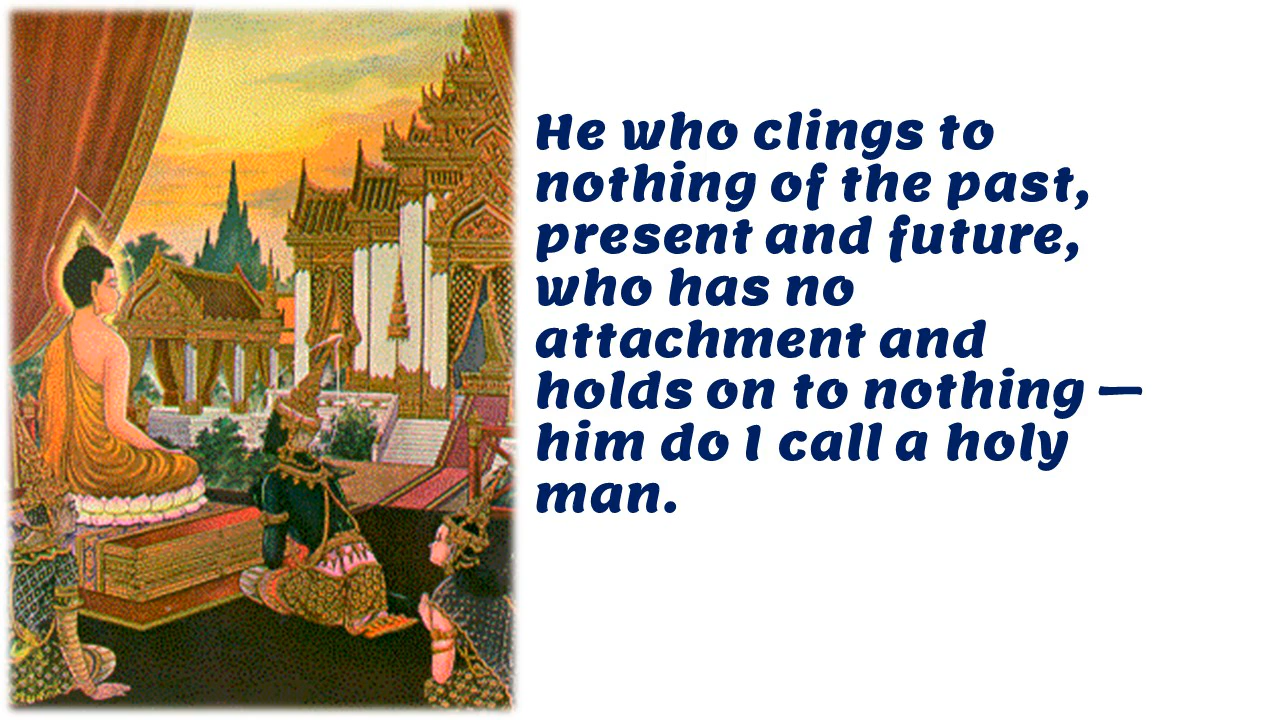 He who clings to
nothing of the past,
present and future,
who has no
attachment and
holds on to nothing —
him do I call a holy
man.